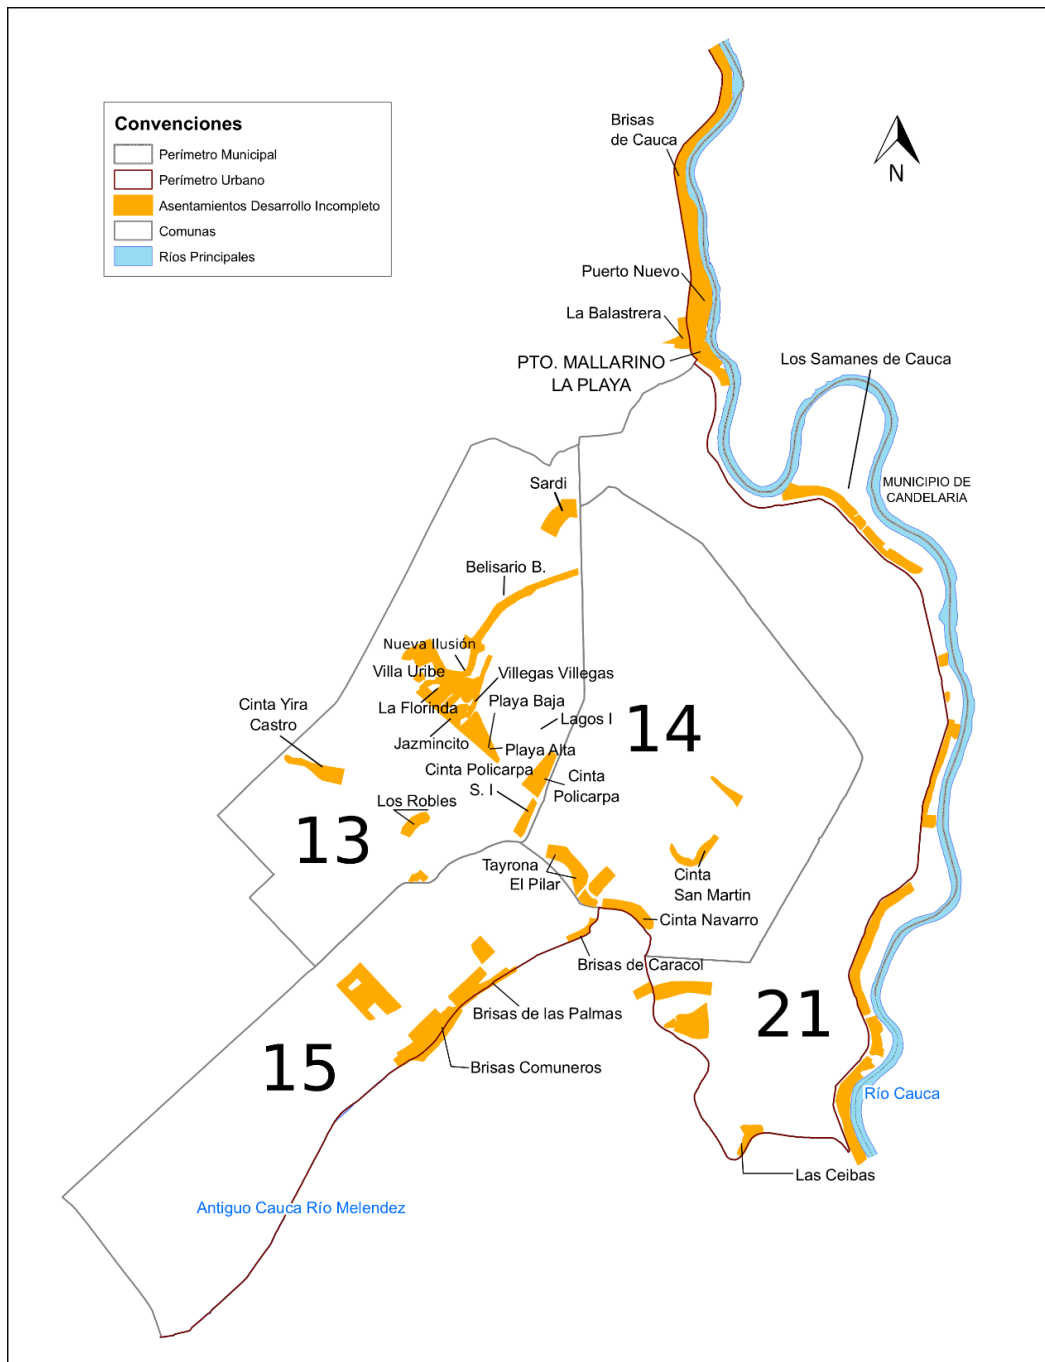 Convenciones
Perímetro Municipal
Perímetro Urbano
Asentamientos Desarrollo Incompleto
Comunas
Ríos Principales
N
Brisas
de Cauca
Puerto Nuevo
La Balastrera
PTO. MALLARINO
LA PLAYA
Los Samanes de Cauca
MUNICIPIO DE
CANDELARIA
Sardi
Belisario B.
Nueva Ilusión
Villa Uribe
Villegas Villegas
La Florinda
Playa Baja
Cinta Yira
Castro
Lagos I
Jazmincito
Playa Alta
14
Cinta Policarpa
S. I
Cinta
Policarpa
Los Robles
13
Tayrona
El Pilar
Cinta
San Martin
Cinta Navarro
Brisas de Caracol
Brisas de las Palmas
21
15
Brisas Comuneros
Río Cauca
Las Ceibas
Antiguo Cauca Río Melendez